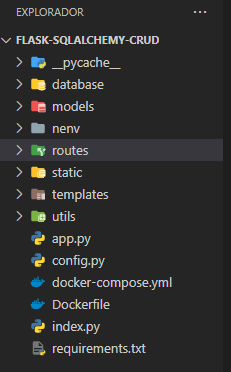 EXPLORADOR
FLASK-SQLALCHEMY-CRUD
__pycache__
database
models
nenv
routes
static
templates
utils
app.py
config.py
docker-compose.yml
Dockerfile
index.py
requirements.txt